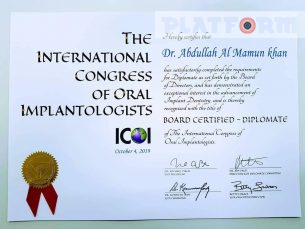 PLATFORM
THE
INTERNATIONAL
CONGRESS
OF ORAL
IMPLANTOLOGISTS
ICOI
October 4, 2018
Hereby certifies that
Dr. Abdullah Al Mamun khan
has satisfactorily completed the requirements
for Diplomate as set forth by the Board
of Directors, and has demonstrated an
exceptional interest in the advancement of
Implant Dentistry, and is hereby
recognized with the title of
BOARD CERTIFIED - DIPLOMATE
of The International Congress of
Oral Implantologists.